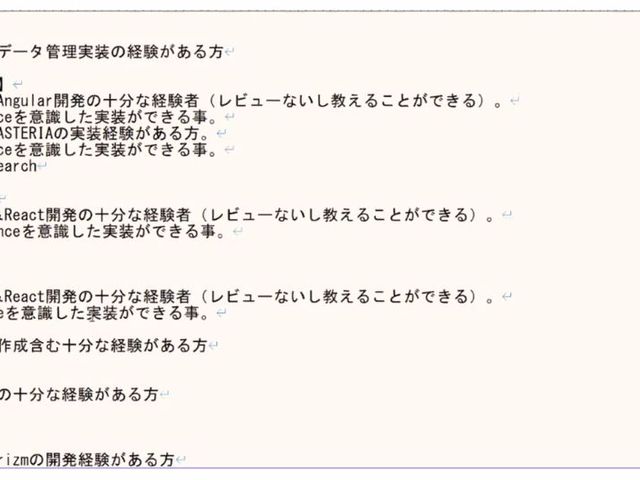 データ管理実装の経験がある方
】
Angular開発の十分な経験者（レビューないし教えることができる）。
ceを意識した実装ができる事。
ASTERIAの実装経験がある方。
ceを意識した実装ができる事。
earch
&React開発の十分な経験者（レビューないし教えることができる）。
nceを意識した実装ができる事。
&React開発の十分な経験者（レビューないし教えることができる）。
eを意識した実装ができる事。
作成含む十分な経験がある方
の十分な経験がある方
rizmの開発経験がある方